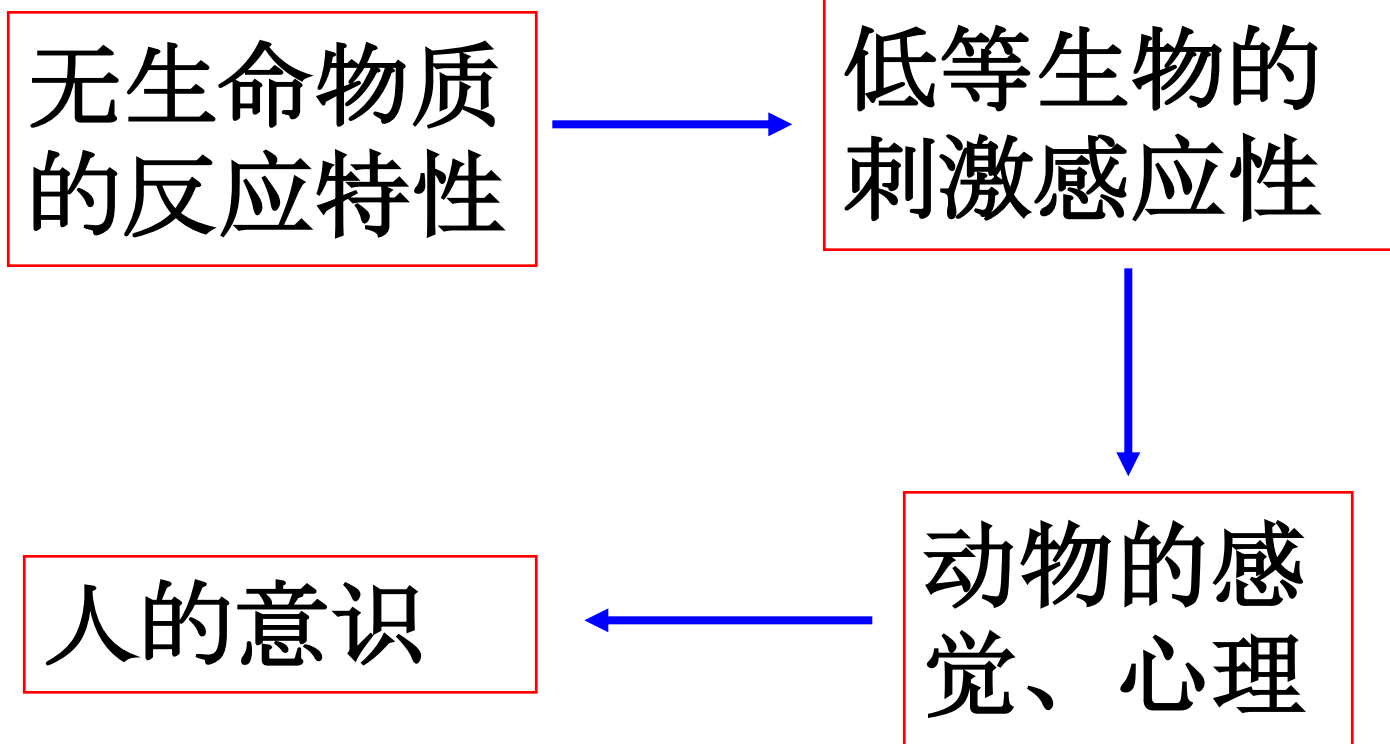 无生命物质
的反应特性
低等生物的
刺激感应性
动物的感
觉、心理
人的意识